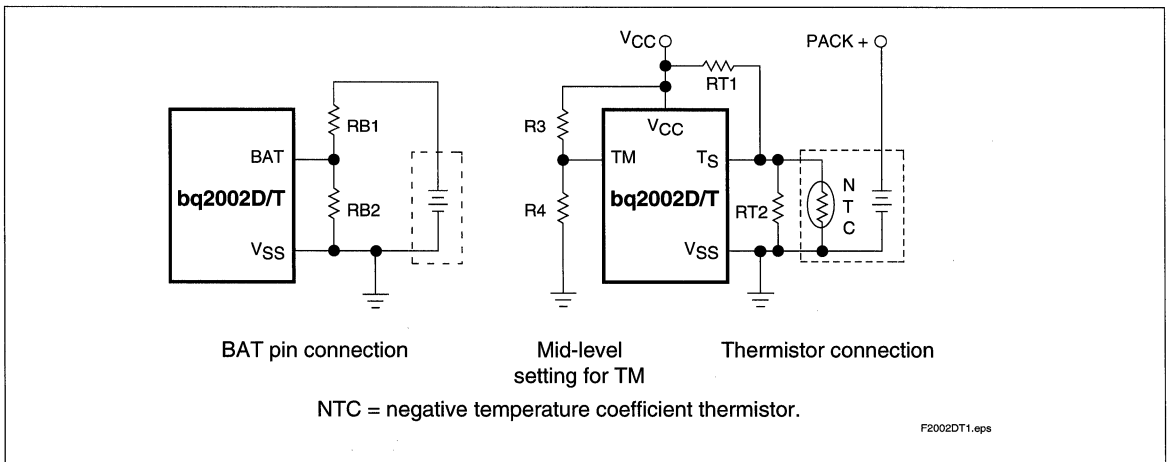 VCC
PACK +
RT1
RB1
R3
VCC
BAT
TM
TS
N
T
C
bq2002D/T
bq2002D/T
RB2
R4
RT2
VSS
VSS
BAT pin connection
Mid-level
setting for TM
Thermistor connection
NTC = negative temperature coefficient thermistor.
F2002DT1.eps